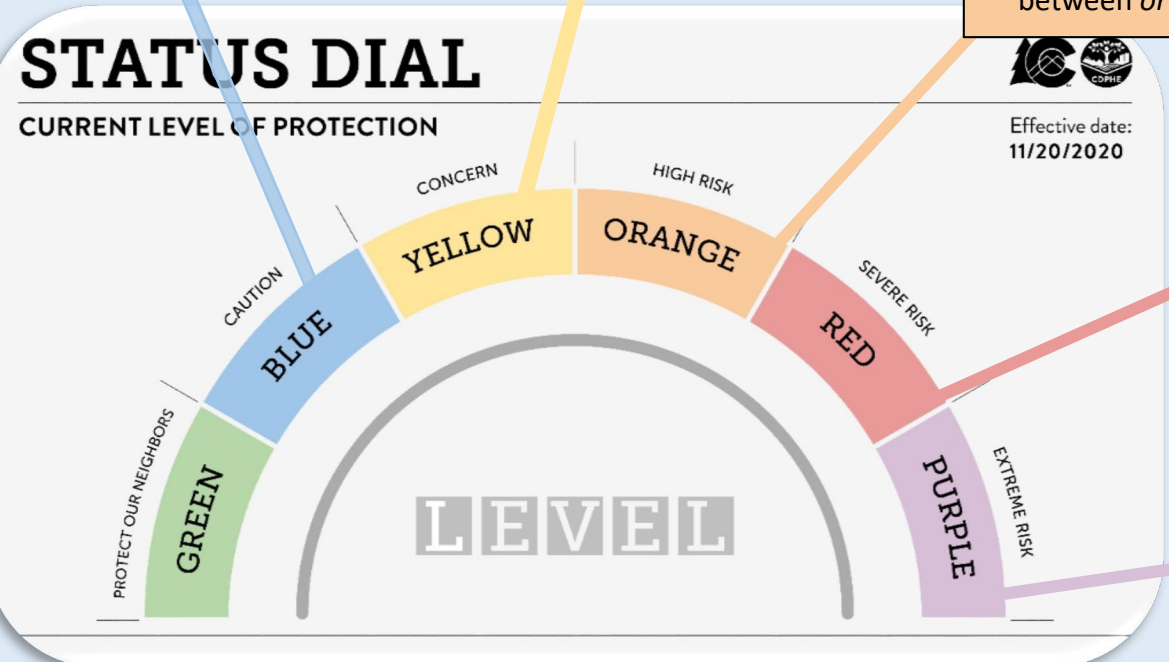 between or
STATUS DIAL
CURRENT LEVEL OF PROTECTION
CDPHE
Effective date:
11/20/2020
PROTECT OUR NEIGHBORS
CAUTION
CONCERN
HIGH RISK
SEVERE RISK
EXTREME RISK
GREEN
BLUE
YELLOW
ORANGE
RED
PURPLE
LEVEL